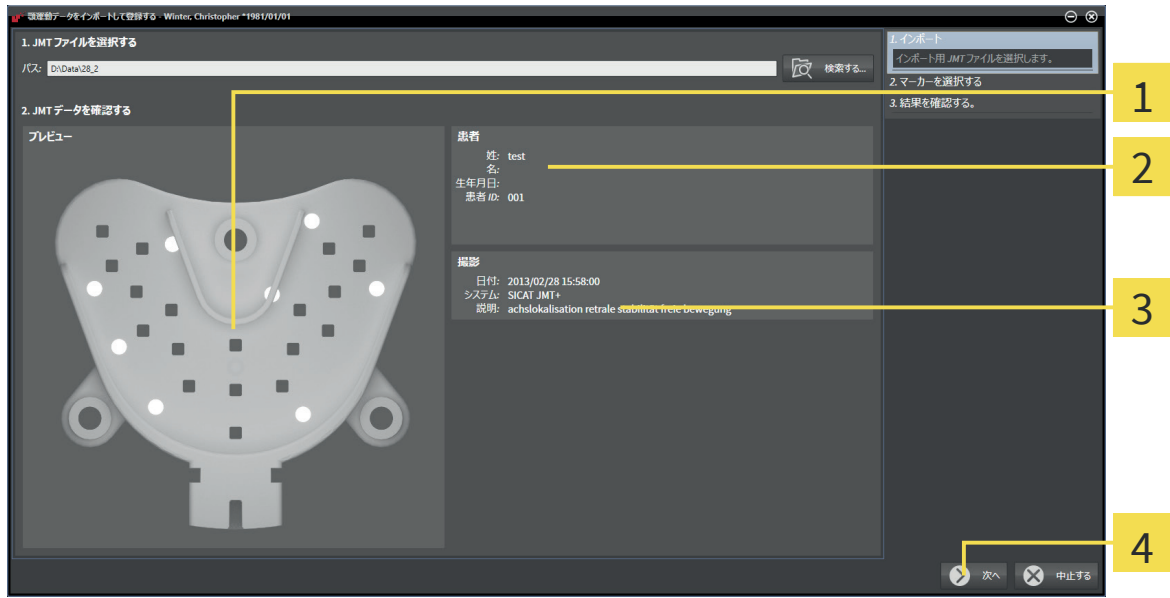 顎運動データをインポートして登録する - Winter, Christopher *1981/01/01
1. JMT ファイルを選択する
パス: D:\Data\28_2
検索する...
2. JMT データを確認する
プレビュー
患者
姓: test
名:
生年月日:
患者 ID: 001
撮影
日付: 2013/02/28 15:58:00
システム: SICAT JMT+
説明: achslokalisation retrale stabilität freie bewegung
1. インポート
インポート用 JMT ファイルを選択します。
2. マーカーを選択する
3. 結果を確認する。
次へ
中止する
1
2
3
4